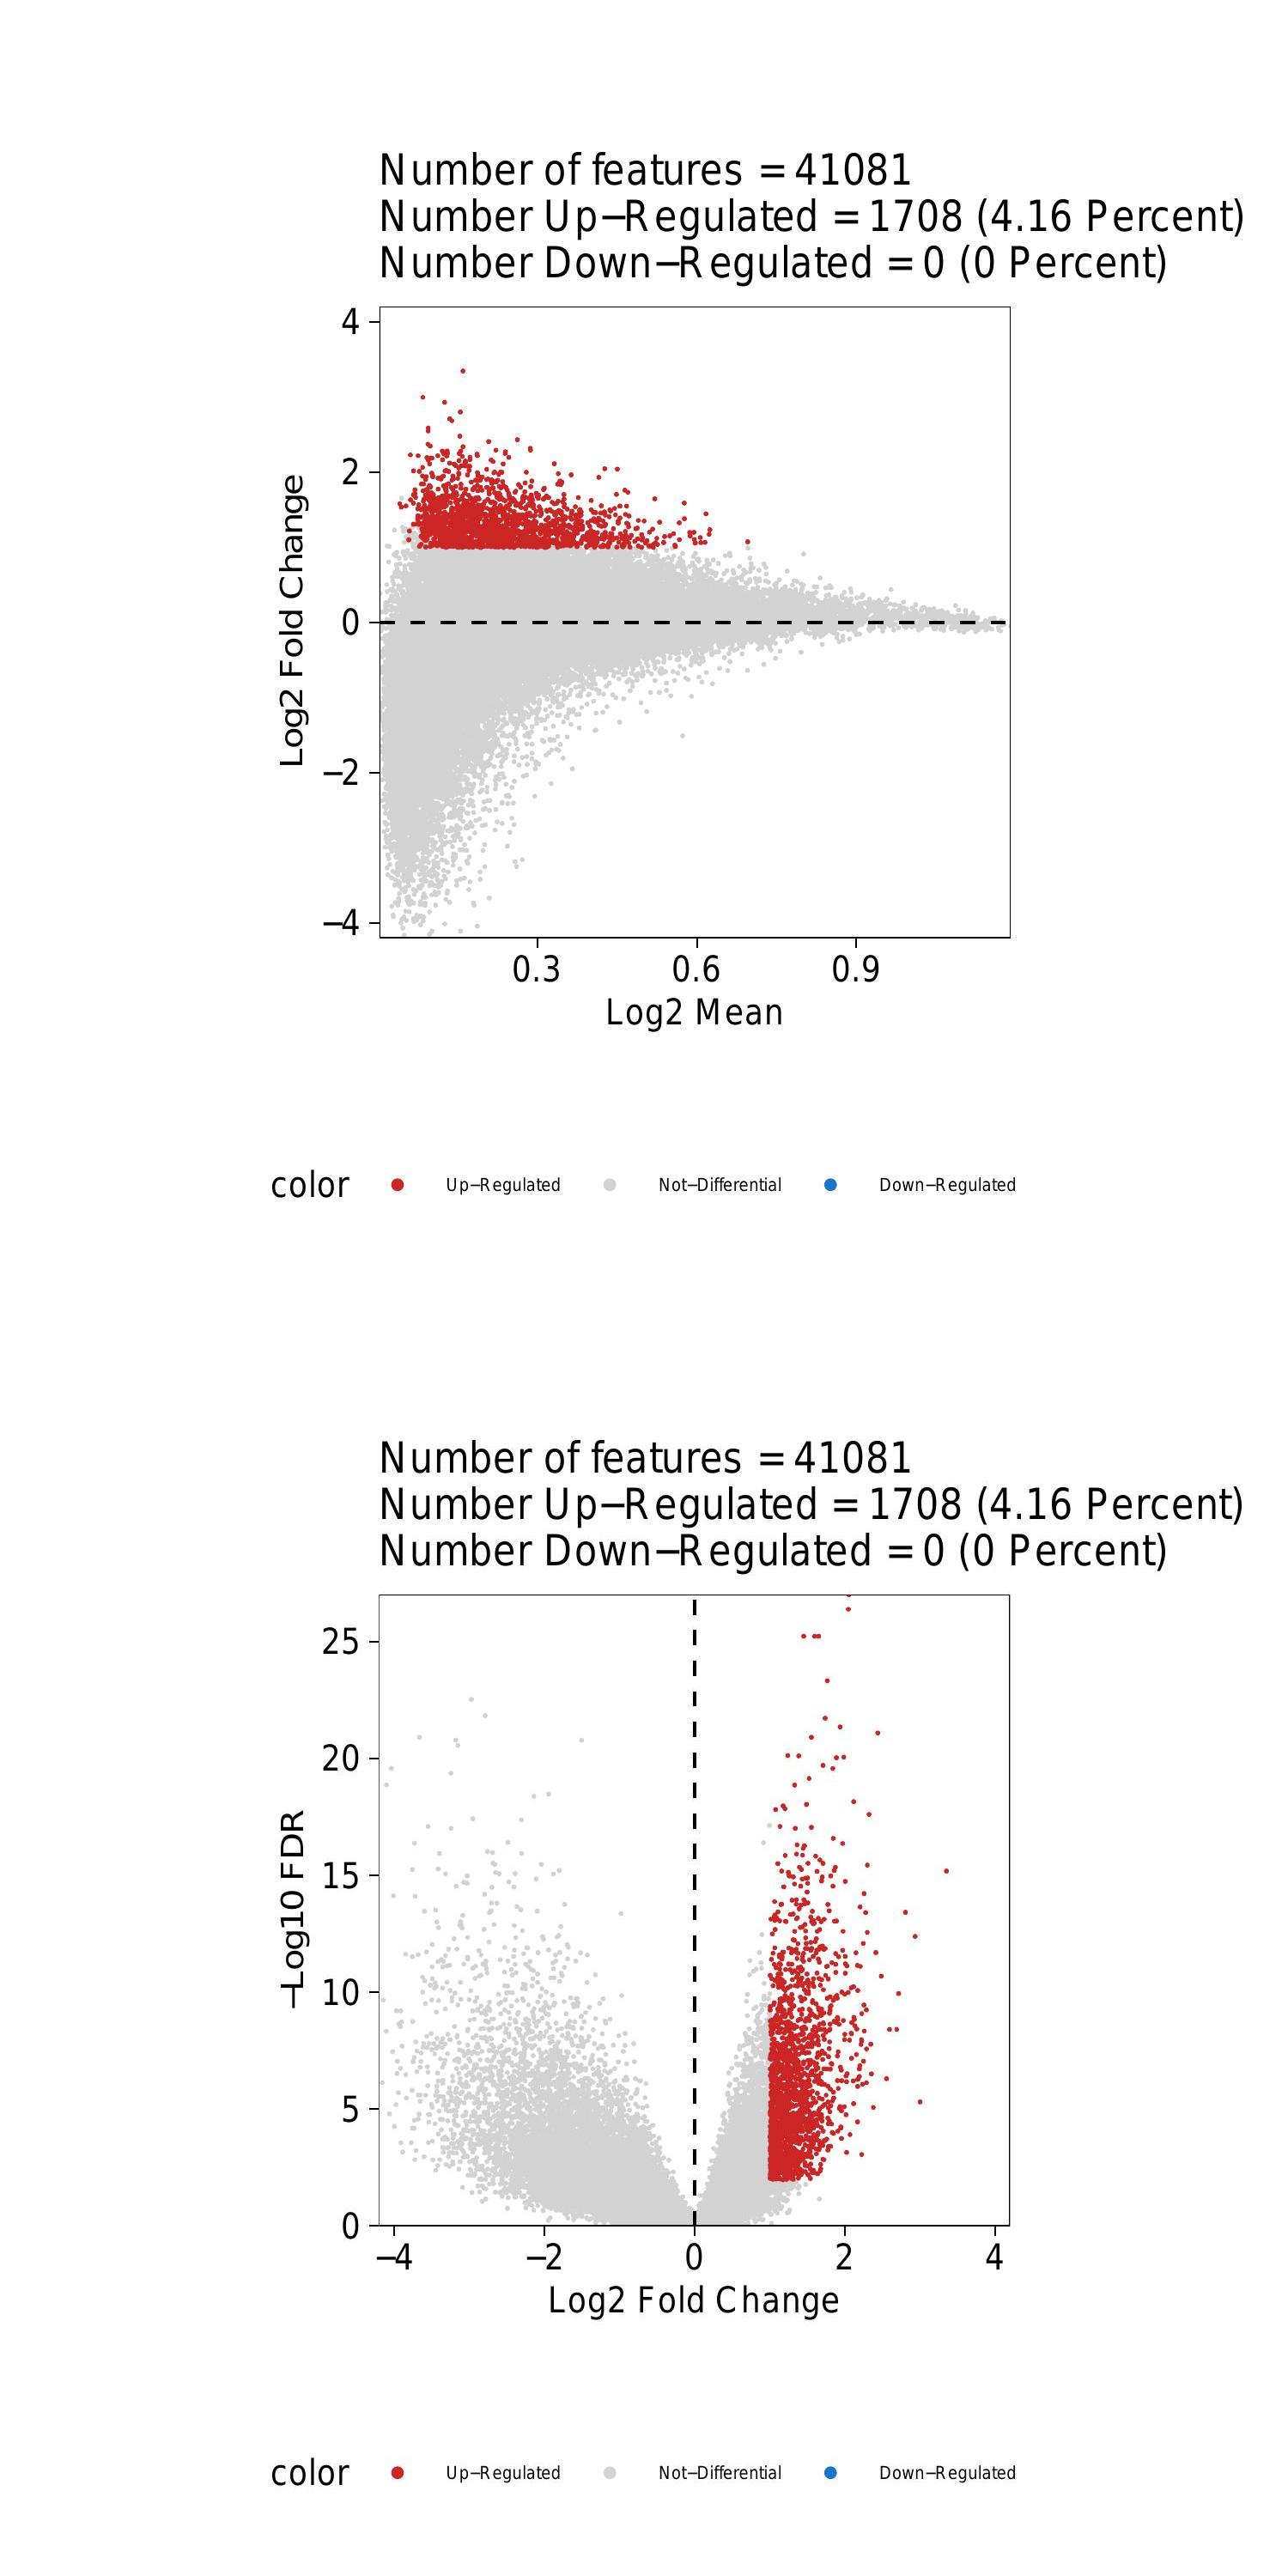 Number of features = 41081
Number Up−Regulated = 1708 (4.16 Percent)
Number Down−Regulated = 0 (0 Percent)
4
2
0
−2
−4
Log2 Fold Change
0.3 0.6 0.9
Log2 Mean
color Up−Regulated Not−Differential Down−Regulated
Number of features = 41081
Number Up−Regulated = 1708 (4.16 Percent)
Number Down−Regulated = 0 (0 Percent)
25
20
15
10
5
0
−Log10 FDR
−4 −2 0 2 4
Log2 Fold Change
color Up−Regulated Not−Differential Down−Regulated